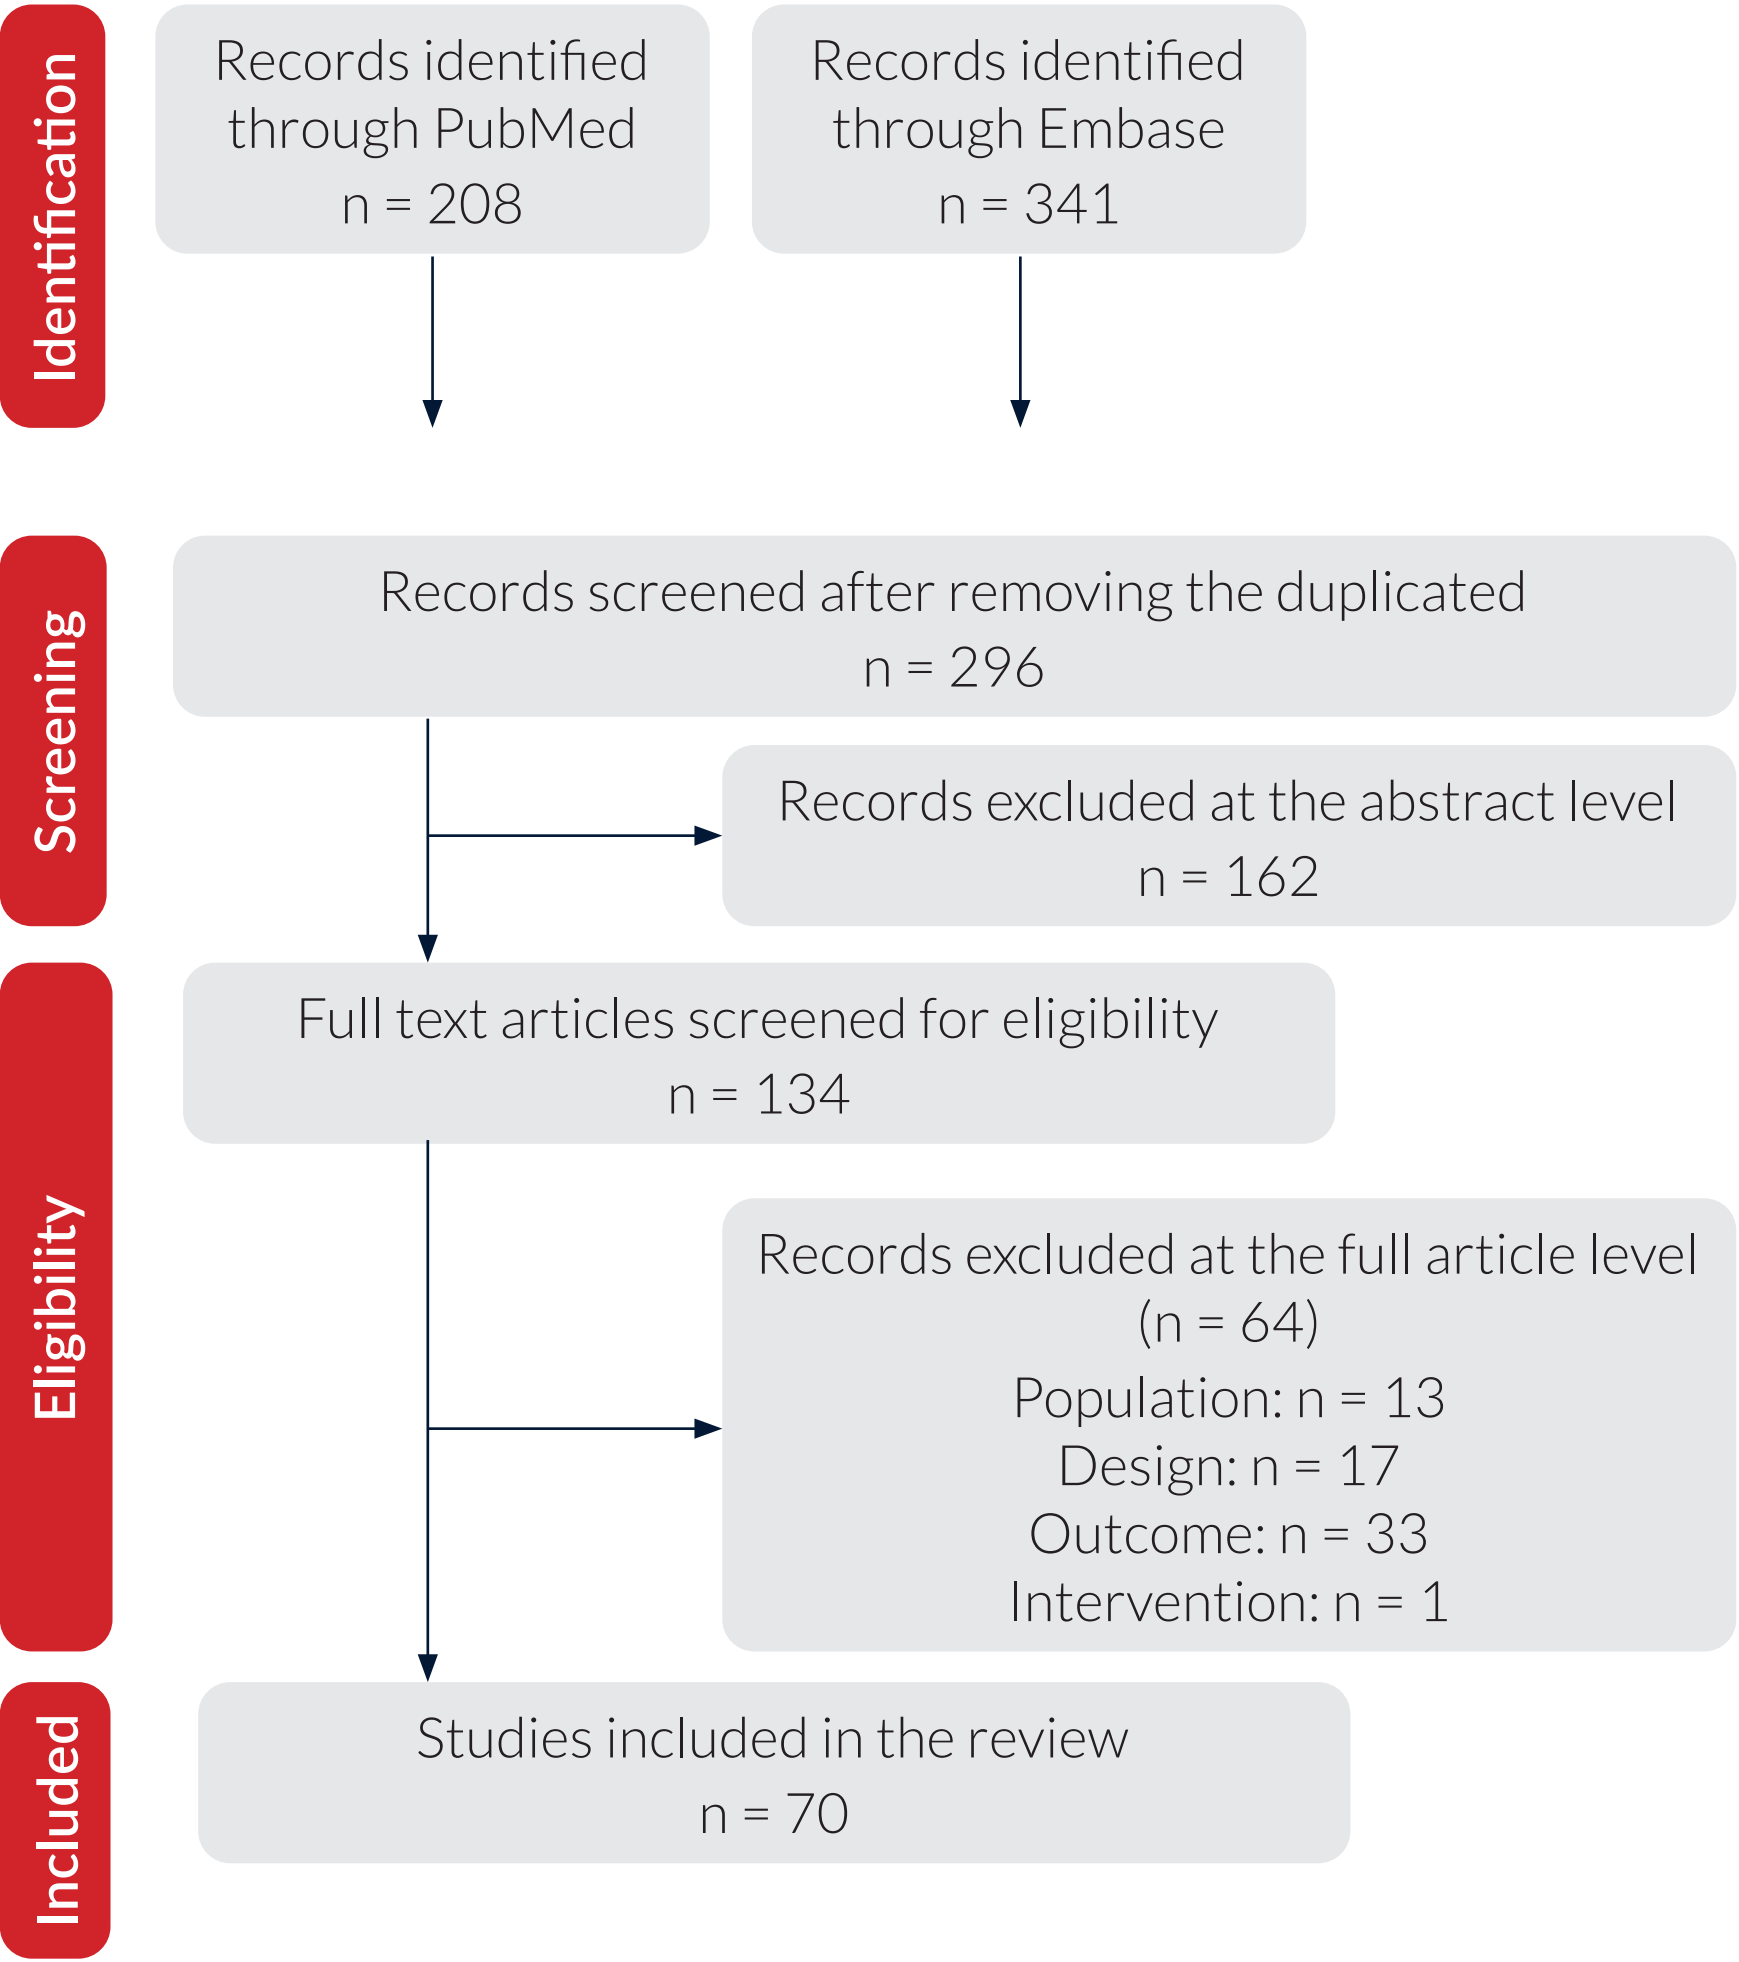 Identification
Records identified
through PubMed
n = 208
Records identified
through Embase
n = 341
Screening
Records screened after removing the duplicated
n = 296
Records excluded at the abstract level
n = 162
Eligibility
Full text articles screened for eligibility
n = 134
Records excluded at the full article level
(n = 64)
Population: n = 13
Design: n = 17
Outcome: n = 33
Intervention: n = 1
Included
Studies included in the review
n = 70